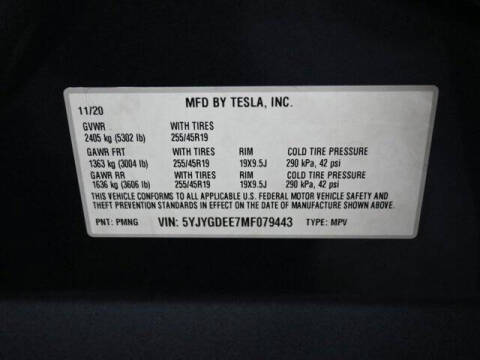 11/20 MFD BY TESLA, INC.
GVWR WITH TIRES
2405 kg (5302 lb) 255/45R19
GAWR FRT WITH TIRES RIM COLD TIRE PRESSURE
1363 kg (3004 lb) 255/45R19 19X9.5J 290 kPa, 42 psi
GAWR RR WITH TIRES RIM COLD TIRE PRESSURE
1636 kg (3606 lb) 255/45R19 19X9.5J 290 kPa, 42 psi
THIS VEHICLE CONFORMS TO ALL APPLICABLE U.S. FEDERAL MOTOR VEHICLE SAFETY AND
THEFT PREVENTION STANDARDS IN EFFECT ON THE DATE OF MANUFACTURE SHOWN ABOVE.
PNT: PMNG VIN: 5YJYGDEE7MF079443 TYPE: MPV